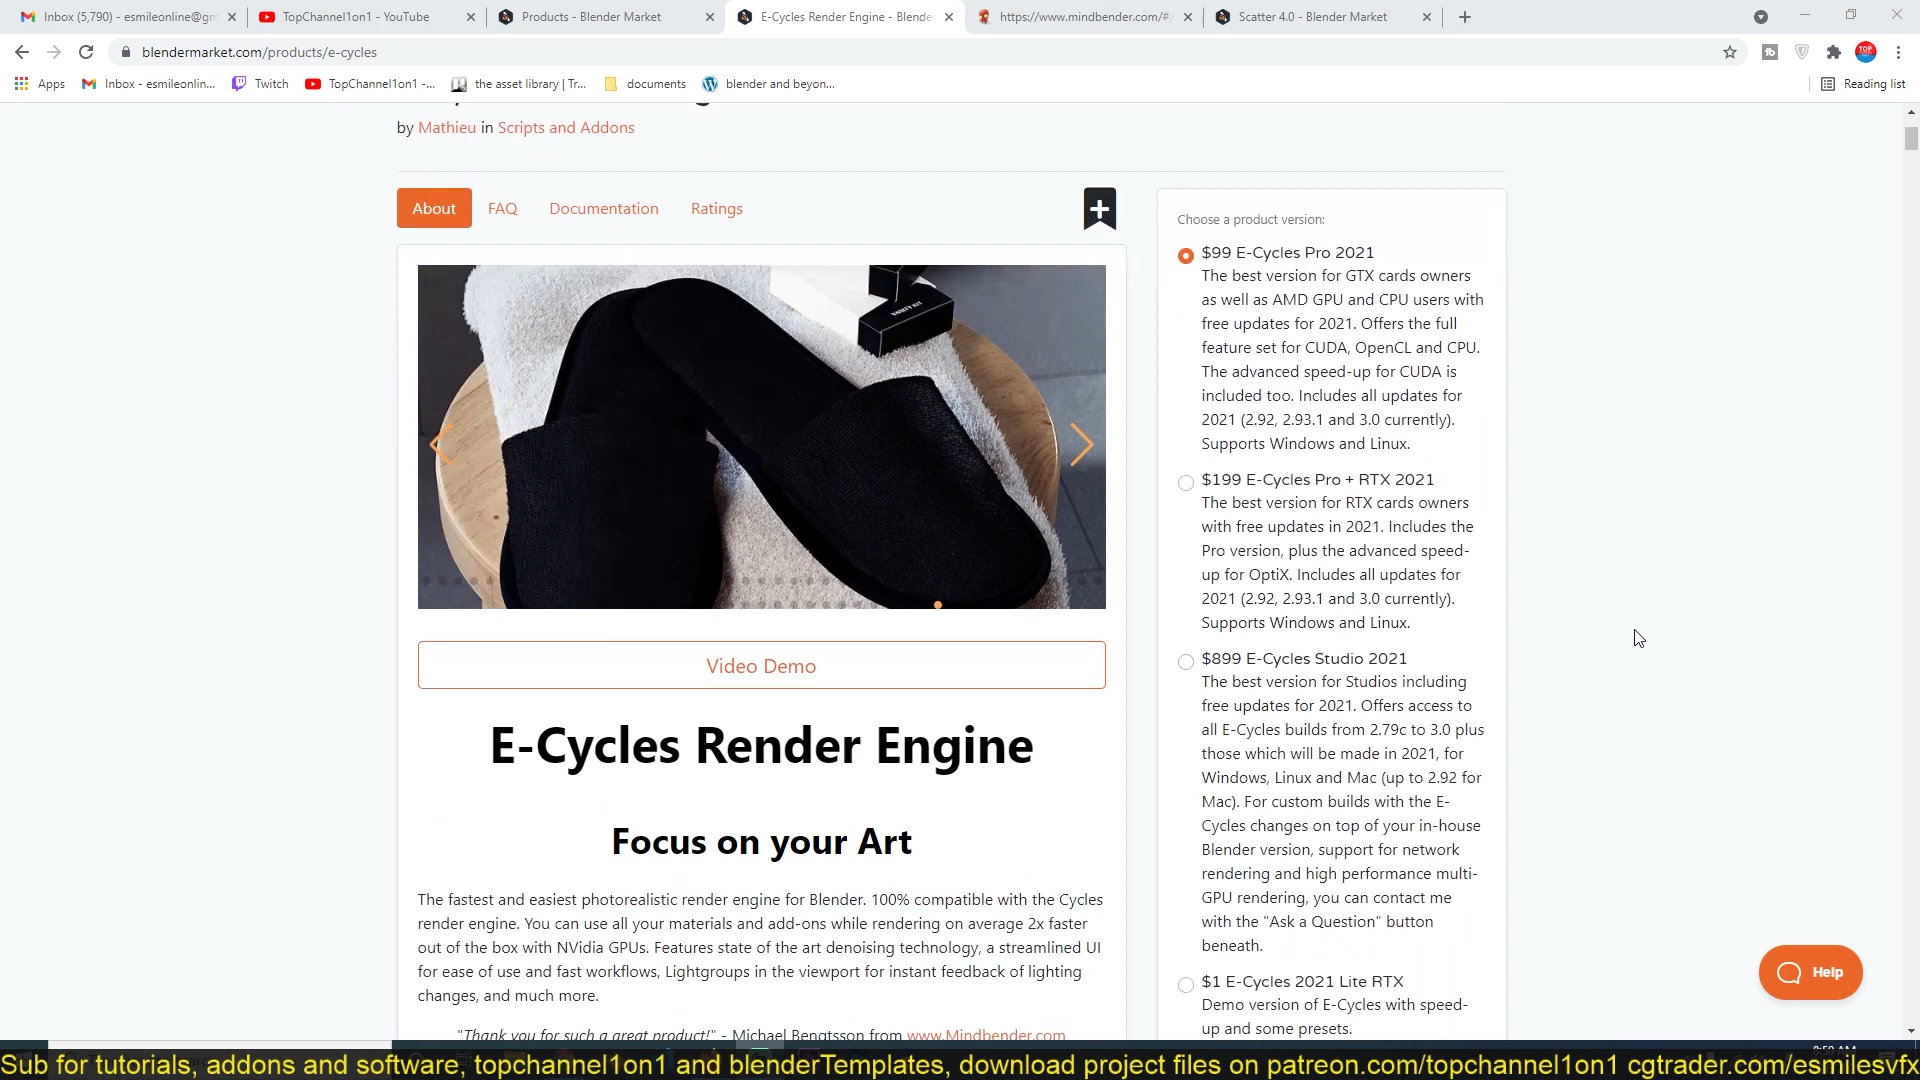 Inbox (5,790) - esmileonline@gm
TopChannel1on1 - YouTube
Products - Blender Market
E-Cycles Render Engine - Blende
https://www.mindbender.com/#/
Scatter 4.0 - Blender Market
blendermarket.com/products/e-cycles
Apps
Inbox - esmileonlin...
Twitch
TopChannel1on1 -...
the asset library | Tr...
documents
blender and beyon...
Reading list
by Mathieu in Scripts and Addons
About
FAQ
Documentation
Ratings
VANITY KIT
Video Demo
E-Cycles Render Engine
Focus on your Art
The fastest and easiest photorealistic render engine for Blender. 100% compatible with the Cycles
render engine. You can use all your materials and add-ons while rendering on average 2x faster
out of the box with NVidia GPUs. Features state of the art denoising technology, a streamlined UI
for ease of use and fast workflows, Lightgroups in the viewport for instant feedback of lighting
changes, and much more.
"Thank you for such a great product!" - Michael Bengtsson from www.Mindbender.com
Choose a product version:
$99 E-Cycles Pro 2021
The best version for GTX cards owners
as well as AMD GPU and CPU users with
free updates for 2021. Offers the full
feature set for CUDA, OpenCL and CPU.
The advanced speed-up for CUDA is
included too. Includes all updates for
2021 (2.92, 2.93.1 and 3.0 currently).
Supports Windows and Linux.
$199 E-Cycles Pro + RTX 2021
The best version for RTX cards owners
with free updates in 2021. Includes the
Pro version, plus the advanced speed-
up for OptiX. Includes all updates for
2021 (2.92, 2.93.1 and 3.0 currently).
Supports Windows and Linux.
$899 E-Cycles Studio 2021
The best version for Studios including
free updates for 2021. Offers access to
all E-Cycles builds from 2.79c to 3.0 plus
those which will be made in 2021, for
Windows, Linux and Mac (up to 2.92 for
Mac). For custom builds with the E-
Cycles changes on top of your in-house
Blender version, support for network
rendering and high performance multi-
GPU rendering, you can contact me
with the "Ask a Question" button
beneath.
$1 E-Cycles 2021 Lite RTX
Demo version of E-Cycles with speed-
up and some presets.
Help
Sub for tutorials, addons and software, topchannel1on1 and blenderTemplates, download project files on patreon.com/topchannel1on1 cgtrader.com/esmilesvfx